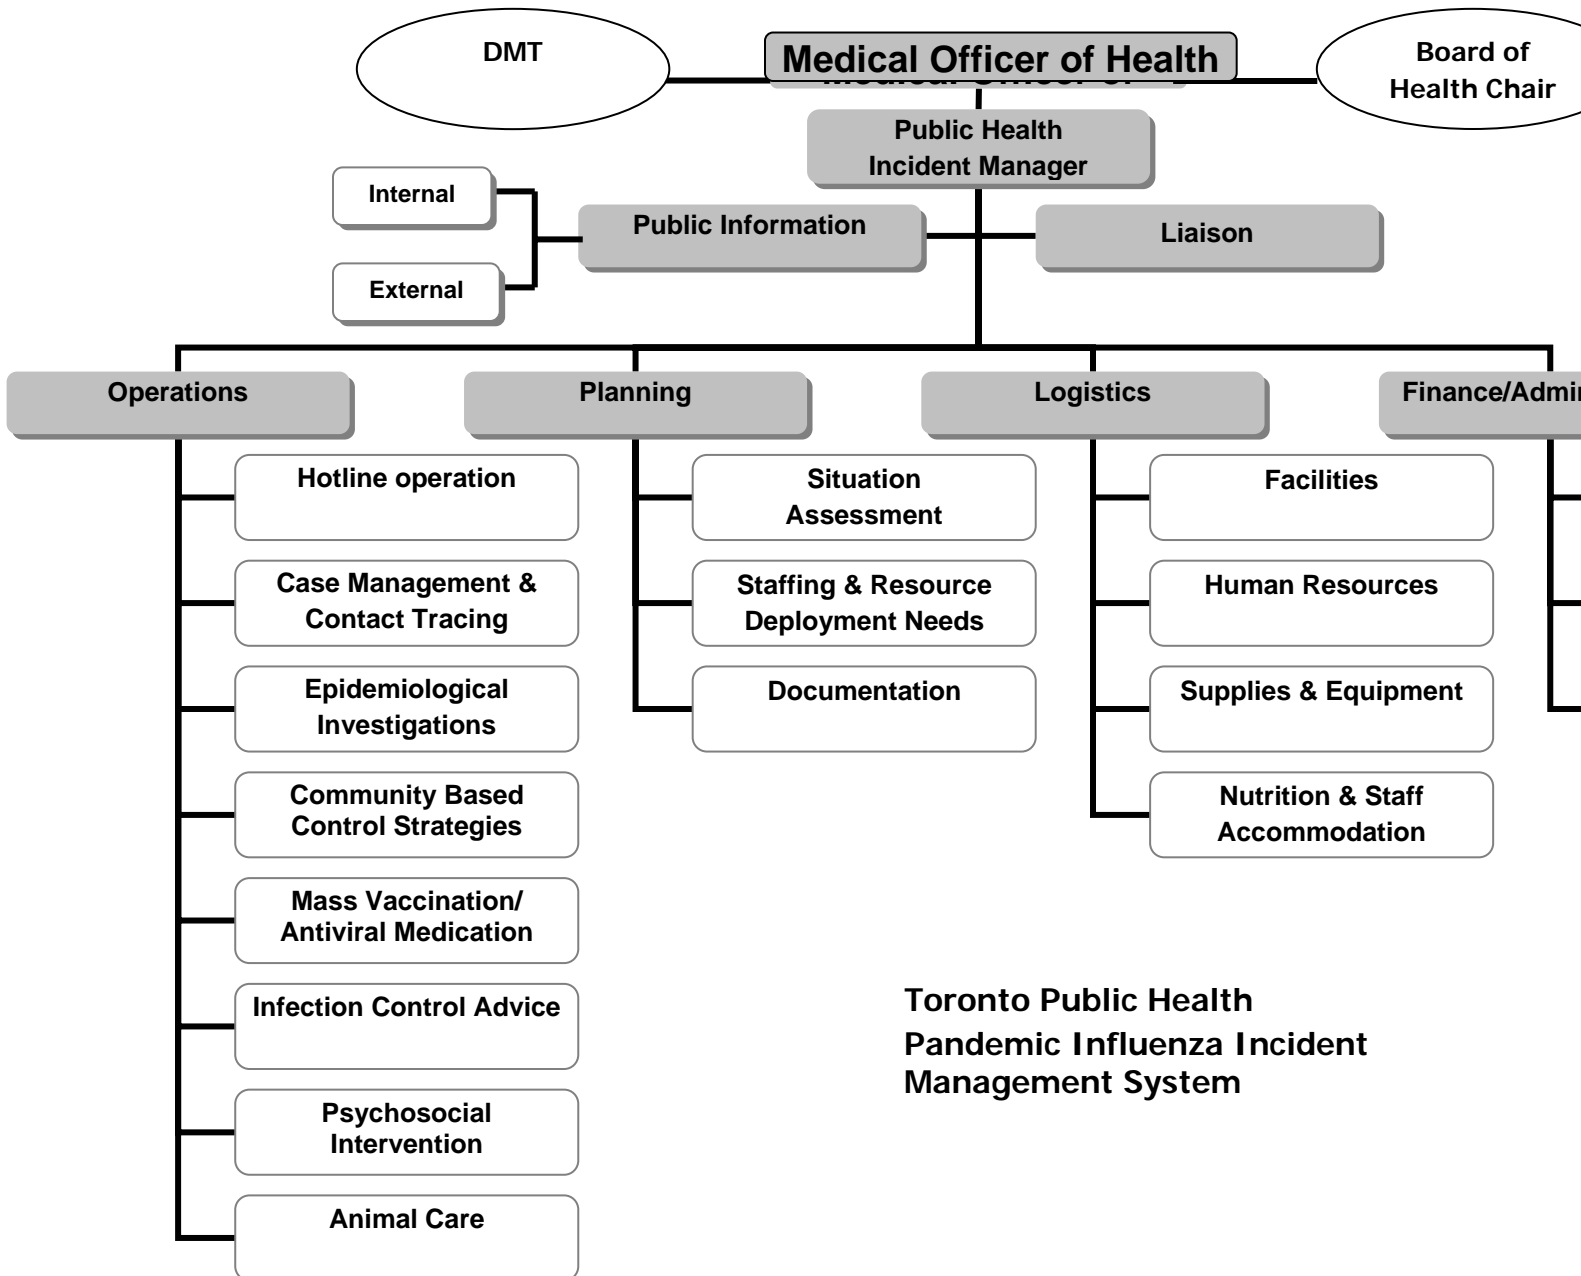 DMT
Medical Officer of Health
Board of
Health Chair
Public Health
Incident Manager
Internal
Public Information
Liaison
External
Operations
Planning
Logistics
Finance/Admin
Hotline operation
Case Management &
Contact Tracing
Epidemiological
Investigations
Community Based
Control Strategies
Mass Vaccination/
Antiviral Medication
Infection Control Advice
Psychosocial
Intervention
Animal Care
Situation
Assessment
Staffing & Resource
Deployment Needs
Documentation
Facilities
Human Resources
Supplies & Equipment
Nutrition & Staff
Accommodation
Toronto Public Health
Pandemic Influenza Incident
Management System